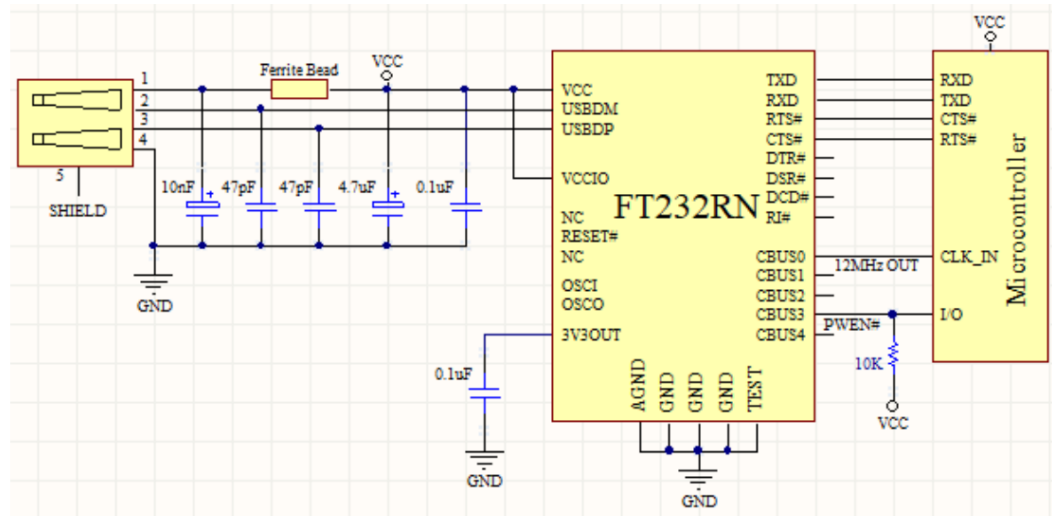 VCC
1
Ferrite Bead
VCC
2
3
4
5
SHIELD
10nF
+
47pF
47pF
4.7uF
+
0.1uF
GND
VCC
USBDM
USBDP
VCCIO
NC
RESET#
NC
OSCI
OSCO
3V3OUT
FT232RN
TXD
RXD
RTS#
CTS#
DTR#
DSR#
DCD#
RI#
CBUS0
CBUS1
CBUS2
CBUS3
CBUS4
AGND
GND
GND
GND
TEST
GND
0.1uF
GND
12MHz OUT
PWEN#
10K
VCC
RXD
TXD
CTS#
RTS#
CLK_IN
I/O
Microcontroller